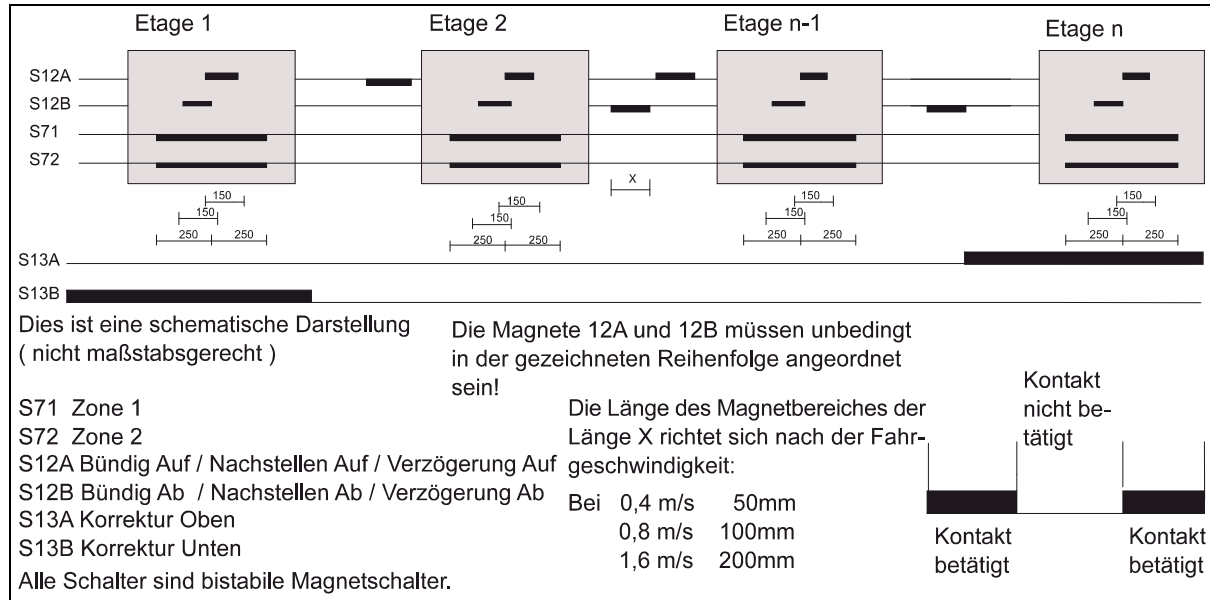 Etage 1 Etage 2 Etage n-1 Etage n
S12A
S12B
S71
S72
X
150 150 150 150
150 150 150 150
250 250 250 250 250 250 250 250
S13A
S13B
Dies ist eine schematische Darstellung
( nicht maßstabsgerecht )
Die Magnete 12A und 12B müssen unbedingt
in der gezeichneten Reihenfolge angeordnet
sein!
S71 Zone 1
S72 Zone 2
S12A Bündig Auf / Nachstellen Auf / Verzögerung Auf
S12B Bündig Ab / Nachstellen Ab / Verzögerung Ab
S13A Korrektur Oben
S13B Korrektur Unten
Alle Schalter sind bistabile Magnetschalter.
Die Länge des Magnetbereiches der
Länge X richtet sich nach der Fahr-
geschwindigkeit:
Bei 0,4 m/s 50mm
0,8 m/s 100mm
1,6 m/s 200mm
Kontakt
nicht be-
tätigt
Kontakt
betätigt
Kontakt
betätigt